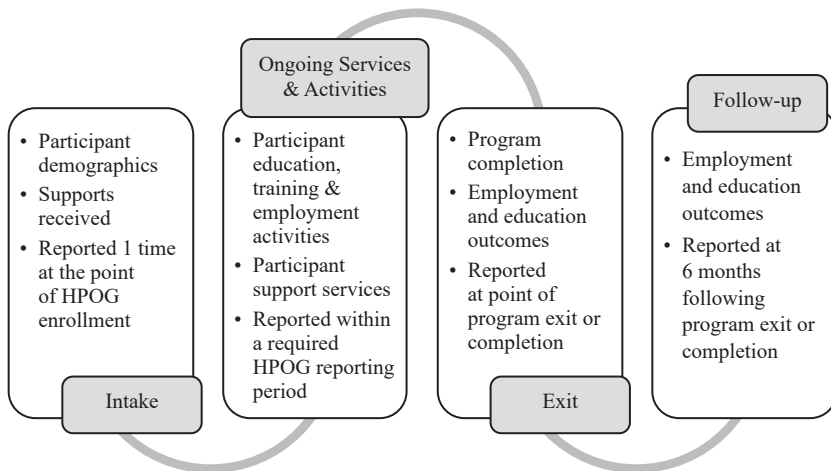 • Participant
demographics
• Supports
received
• Reported 1 time
at the point
of HPOG
enrollment
Intake
Ongoing Services
& Activities
• Participant
education,
training &
employment
activities
• Participant
support services
• Reported within
a required
HPOG reporting
period
• Program
completion
• Employment
and education
outcomes
• Reported
at point of
program exit or
completion
Exit
Follow-up
• Employment
and education
outcomes
• Reported at
6 months
following
program exit or
completion